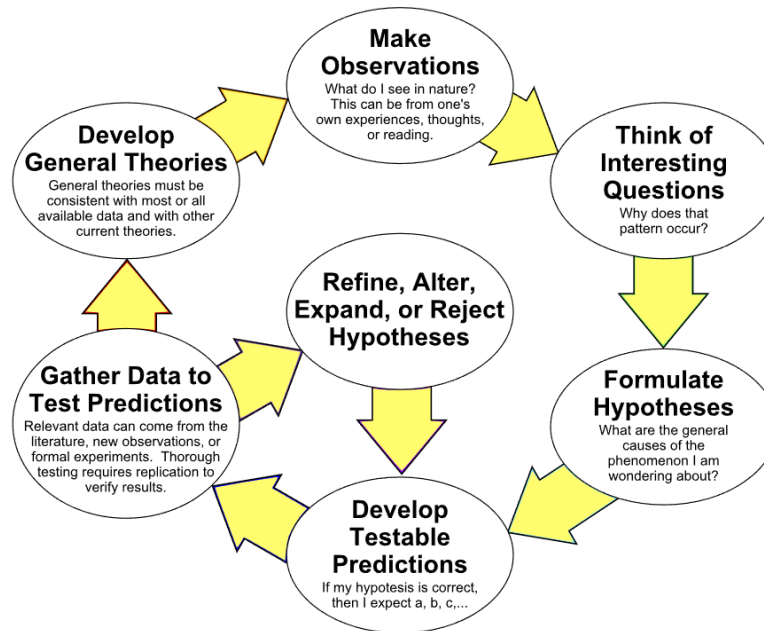 Make
Observations
What do I see in nature?
This can be from one's
own experiences, thoughts,
or reading.
Think of
Interesting
Questions
Why does that
pattern occur?
Formulate
Hypotheses
What are the general
causes of the
phenomenon I am
wondering about?
Develop
Testable
Predictions
If my hypotesis is correct,
then I expect a, b, c,...
Gather Data to
Test Predictions
Relevant data can come from the
literature, new observations, or
formal experiments. Thorough
testing requires replication to
verify results.
Refine, Alter,
Expand, or Reject
Hypotheses
Develop
General Theories
General theories must be
consistent with most or all
available data and with other
current theories.